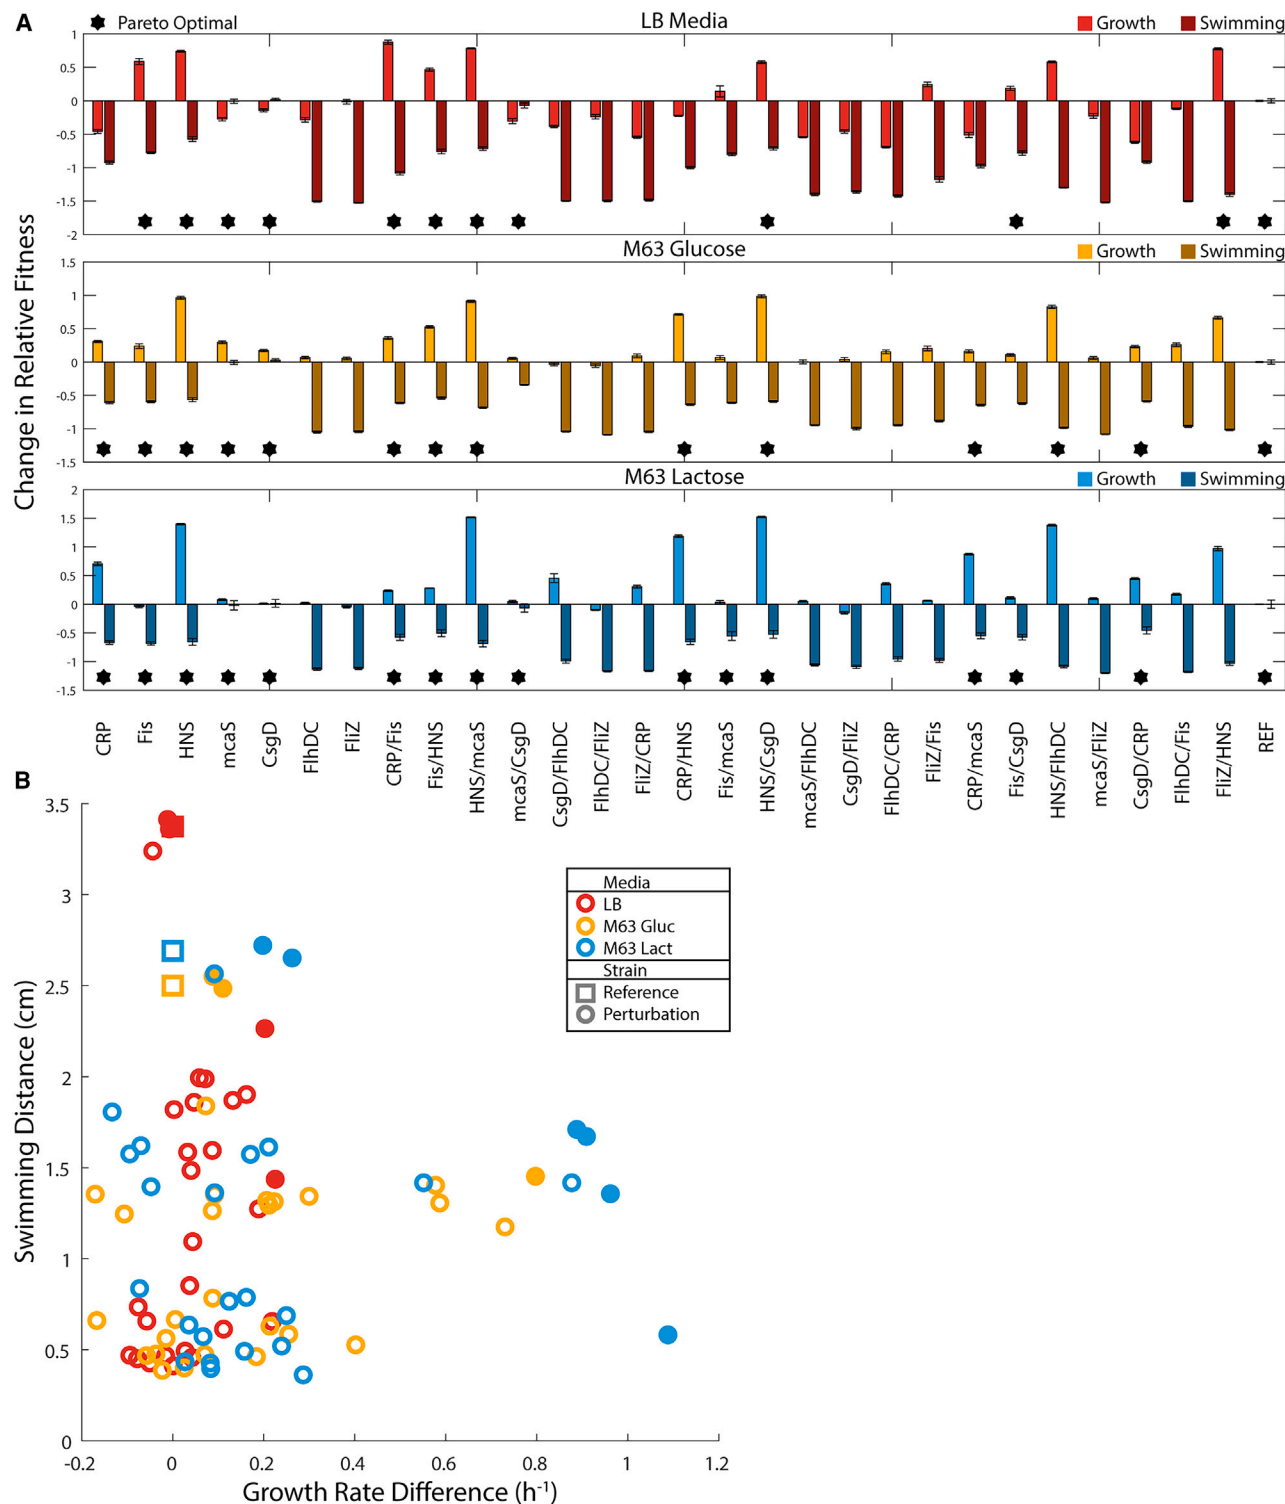 A
Pareto Optimal
LB Media
Growth Swimming
1
0.5
0
-0.5
-1
-1.5
-2
M63 Glucose
Growth Swimming
1.5
1
0.5
0
-0.5
-1
-1.5
M63 Lactose
Growth Swimming
2
1.5
1
0.5
0
-0.5
-1
-1.5
Change in Relative Fitness
CRP
Fis
HNS
mcaS
CsgD
FlhDC
FliZ
CRP/Fis
Fis/HNS
HNS/mcaS
mcaS/CsgD
CsgD/FlhDC
FlhDC/FliZ
FliZ/CRP
CRP/HNS
Fis/mcaS
HNS/CsgD
mcaS/FlhDC
CsgD/FliZ
FlhDC/CRP
FliZ/Fis
CRP/mcaS
Fis/CsgD
HNS/FlhDC
mcaS/FliZ
CsgD/CRP
FlhDC/Fis
FliZ/HNS
REF
B
3.5
3
2.5
2
1.5
1
0.5
0
Swimming Distance (cm)
Media
LB
M63 Gluc
M63 Lact
Strain
Reference
Perturbation
-0.2 0 0.2 0.4 0.6 0.8 1 1.2
Growth Rate Difference (h⁻¹)